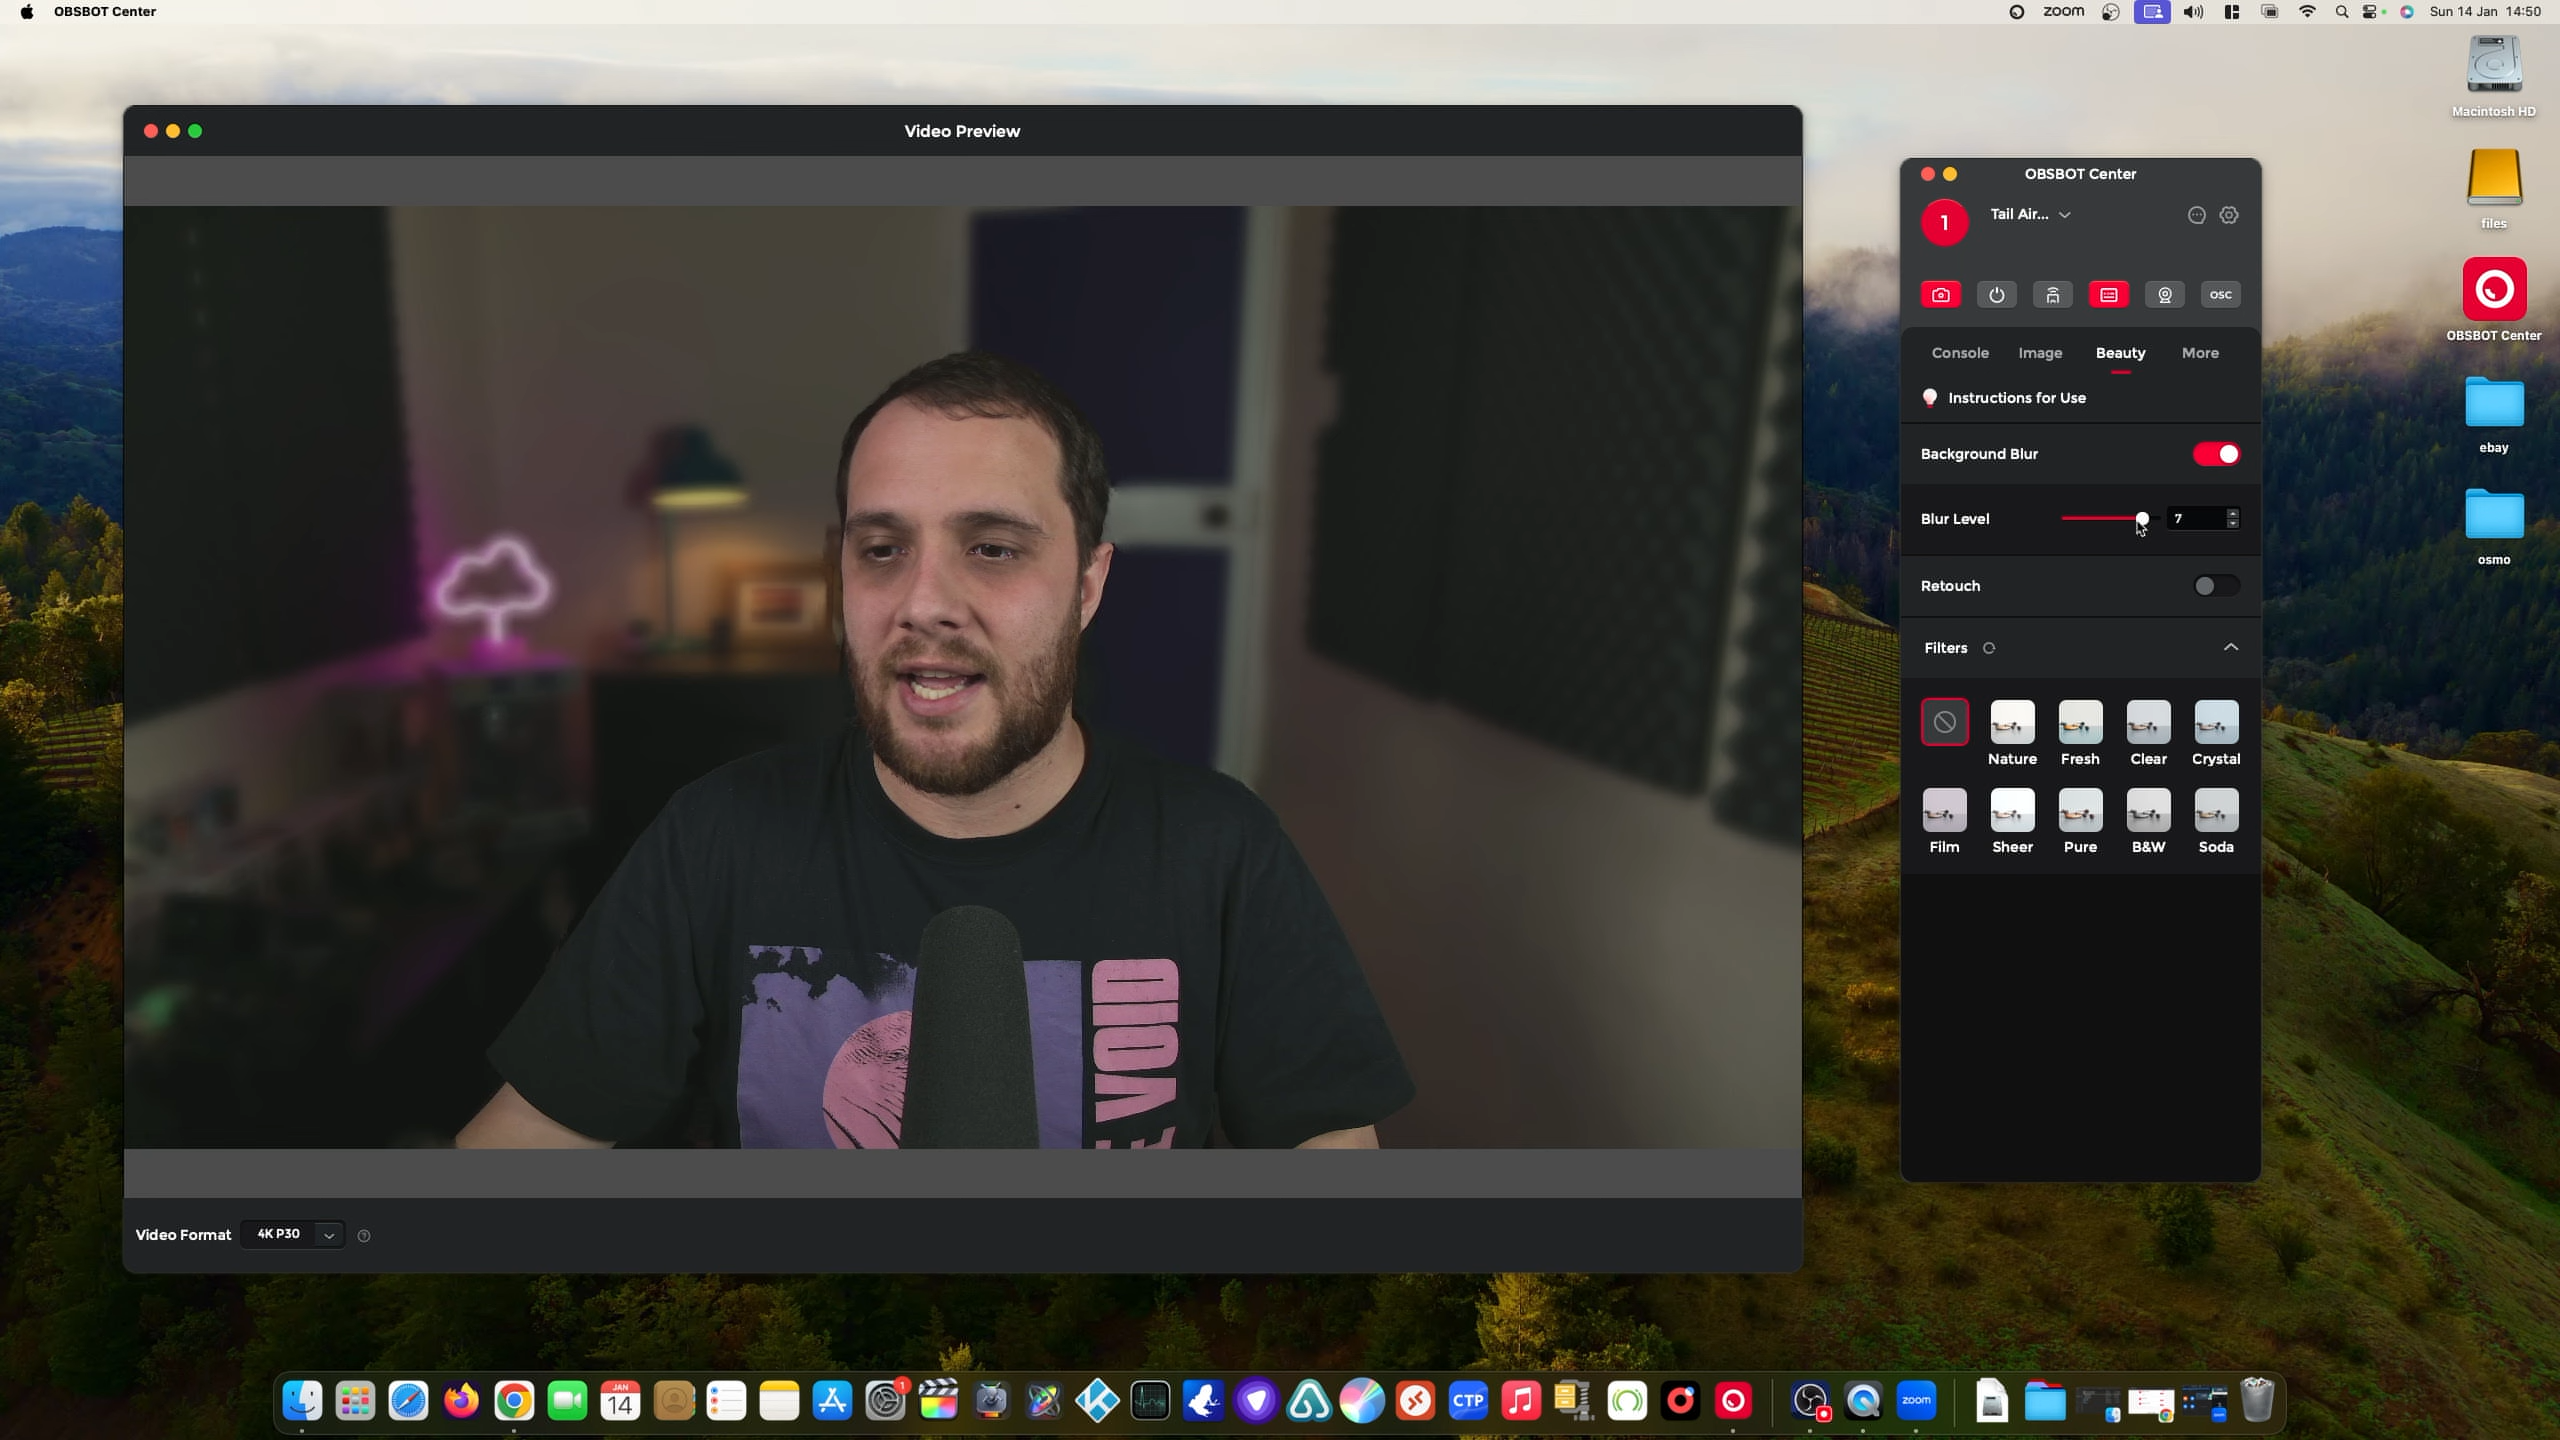 OBSBOT Center
zoom
Sun 14 Jan 14:50
Macintosh HD
files
OBSBOT Center
ebay
osmo
Video Preview
EVOID
Video Format
4K P30
OBSBOT Center
1
Tail Air...
OSC
Console
Image
Beauty
More
Instructions for Use
Background Blur
Blur Level
7
Retouch
Filters
Nature
Fresh
Clear
Crystal
Film
Sheer
Pure
B&W
Soda
JAN
14
1
CTP
zoom